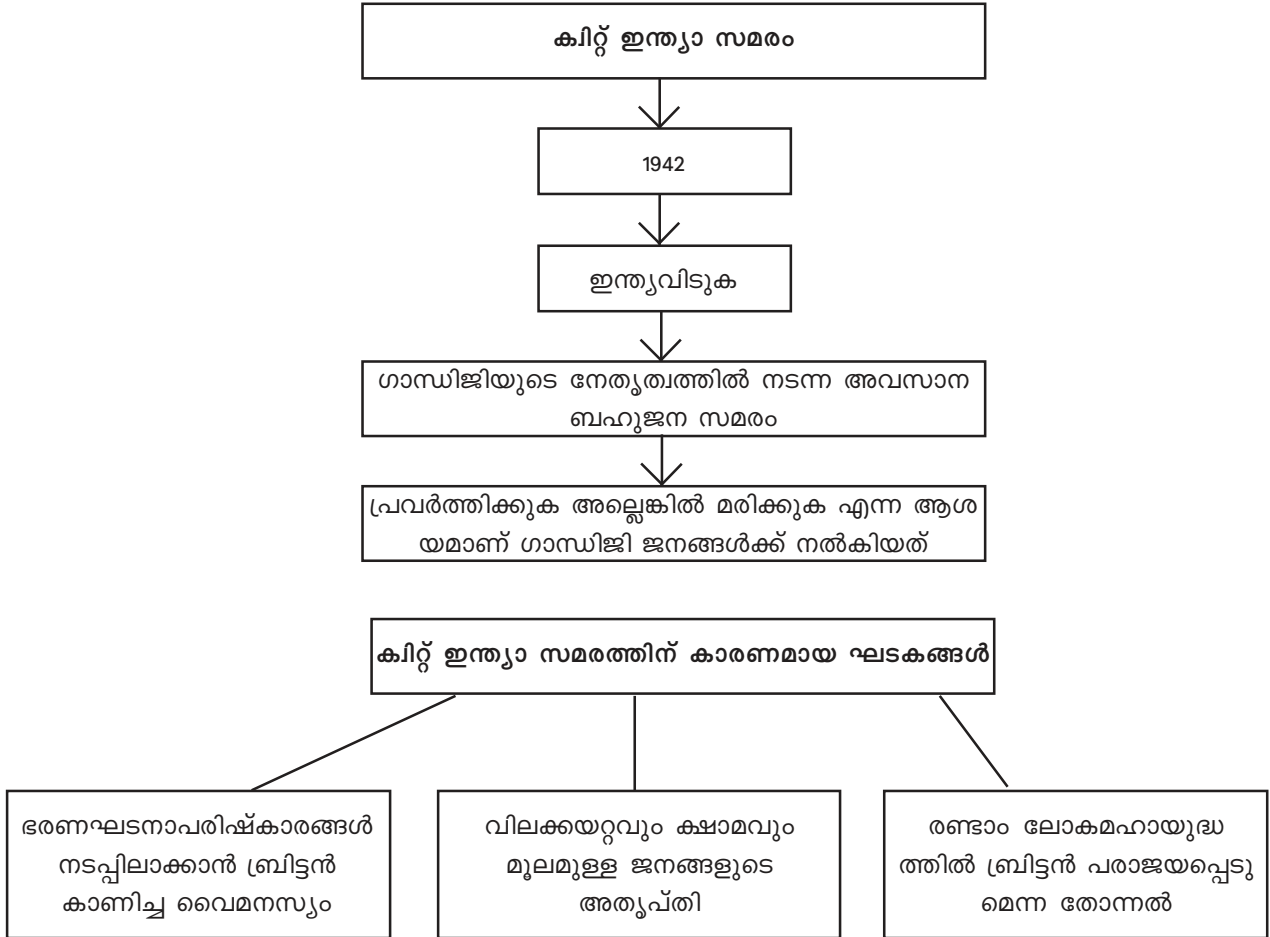 ക്വിറ്റ് ഇന്ത്യാ സമരം
1942
ഇന്ത്യവിടുക
ഗാന്ധിജിയുടെ നേതൃത്വത്തിൽ നടന്ന അവസാന
ബഹുജന സമരം
പ്രവർത്തിക്കുക അല്ലെങ്കിൽ മരിക്കുക എന്ന ആശ
യമാണ് ഗാന്ധിജി ജനങ്ങൾക്ക് നൽകിയത്
ക്വിറ്റ് ഇന്ത്യാ സമരത്തിന് കാരണമായ ഘടകങ്ങൾ
ഭരണഘടനാപരിഷ്കാരങ്ങൾ
നടപ്പിലാക്കാൻ ബ്രിട്ടൻ
കാണിച്ച വൈമനസ്യം
വിലക്കയറ്റവും ക്ഷാമവും
മൂലമുള്ള ജനങ്ങളുടെ
അതൃപ്തി
രണ്ടാം ലോകമഹായുദ്ധ
ത്തിൽ ബ്രിട്ടൻ പരാജയപ്പെടു
മെന്ന തോന്നൽ